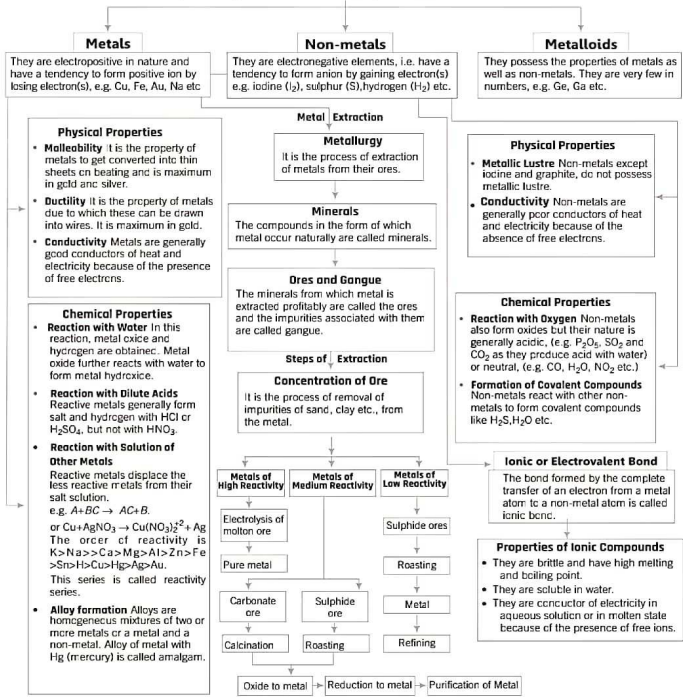 Metals
They are electropositive in nature and
have a tendency to form positive ion by
losing electron(s), e.g. Cu, Fe, Au, Na etc
Non-metals
They are electronegative elements, i.e. have a
tendency to form anion by gaining electron(s)
e.g. iodine (I₂), sulphur (S),hydrogen (H₂) etc.
Metalloids
They possess the properties of metals as
well as non-metals. They are very few in
numbers, e.g. Ge, Ga etc.
Physical Properties
• Malleability It is the property of
metals to get converted into thin
sheets on beating and is maximum
in gold and silver.
• Ductility It is the property of metals
due to which these can be drawn
into wires. It is maximum in gold.
• Conductivity Metals are generally
good conductors of heat and
electricity because of the presence
of free electrons.
Chemical Properties
• Reaction with Water In this
reaction, metal oxice and
hydrogen are obtained. Metal
oxide further reacts with water to
form metal hydroxice.
• Reaction with Dilute Acids
Reactive metals generally form
salt and hydrogen with HCl or
H₂SO₄, but not with HNO₃.
• Reaction with Solution of
Other Metals
Reactive metals displace the
less reactive metals from their
salt solution.
e.g. A+BC → AC+B.
or Cu+AgNO₃ → Cu(NO₃)₂⁺² + Ag
The orcer of reactivity is
K>Na>>Ca>Mg>Al>Zn>Fe
>Sn>H>Cu>Hg>Ag>Au.
This series is called reactivity
series.
• Alloy formation Alloys are
homogeneous mixtures of two or
more metals or a metal and a
non-metal. Alloy of metal with
Hg (mercury) is called amalgam.
Metal Extraction
Metallurgy
It is the process of extraction
of metals from their ores.
Minerals
The compounds in the form of which
metal occur naturally are called minerals.
Ores and Gangue
The minerals from which metal is
extracted profitably are called the ores
and the impurities associated with them
are called gangue.
Steps of Extraction
Concentration of Ore
It is the process of removal of
impurities of sand, clay etc., from
the metal.
Metals of
High Reactivity
Electrolysis of
molton ore
Pure metal
Metals of
Medium Reactivity
Carbonate
ore
Calcination
Sulphide
ore
Roasting
Oxide to metal
Reduction to metal
Purification of Metal
Metals of
Low Reactivity
Sulphide ores
Roasting
Metal
Refining
Physical Properties
• Metallic Lustre Non-metals except
iodine and graphite, do not possess
metallic lustre.
• Conductivity Non-metals are
generally poor conductors of heat
and electricity because of the
absence of free electrons.
Chemical Properties
• Reaction with Oxygen Non-metals
also form oxides but their nature is
generally acidic, (e.g. P₂O₅, SO₂ and
CO₂ as they produce acid with water)
or neutral, (e.g. CO, H₂O, NO₂ etc.)
• Formation of Covalent Compounds
Non-metals react with other non-
metals to form covalent compounds
like H₂S,H₂O etc.
Ionic or Electrovalent Bond
The bond formed by the complete
transfer of an electron from a metal
atom to a non-metal atom is called
ionic bond.
Properties of Ionic Compounds
• They are brittle and have high melting
and boiling point.
• They are soluble in water.
• They are conductor of electricity in
aqueous solution or in molten state
because of the presence of free ions.